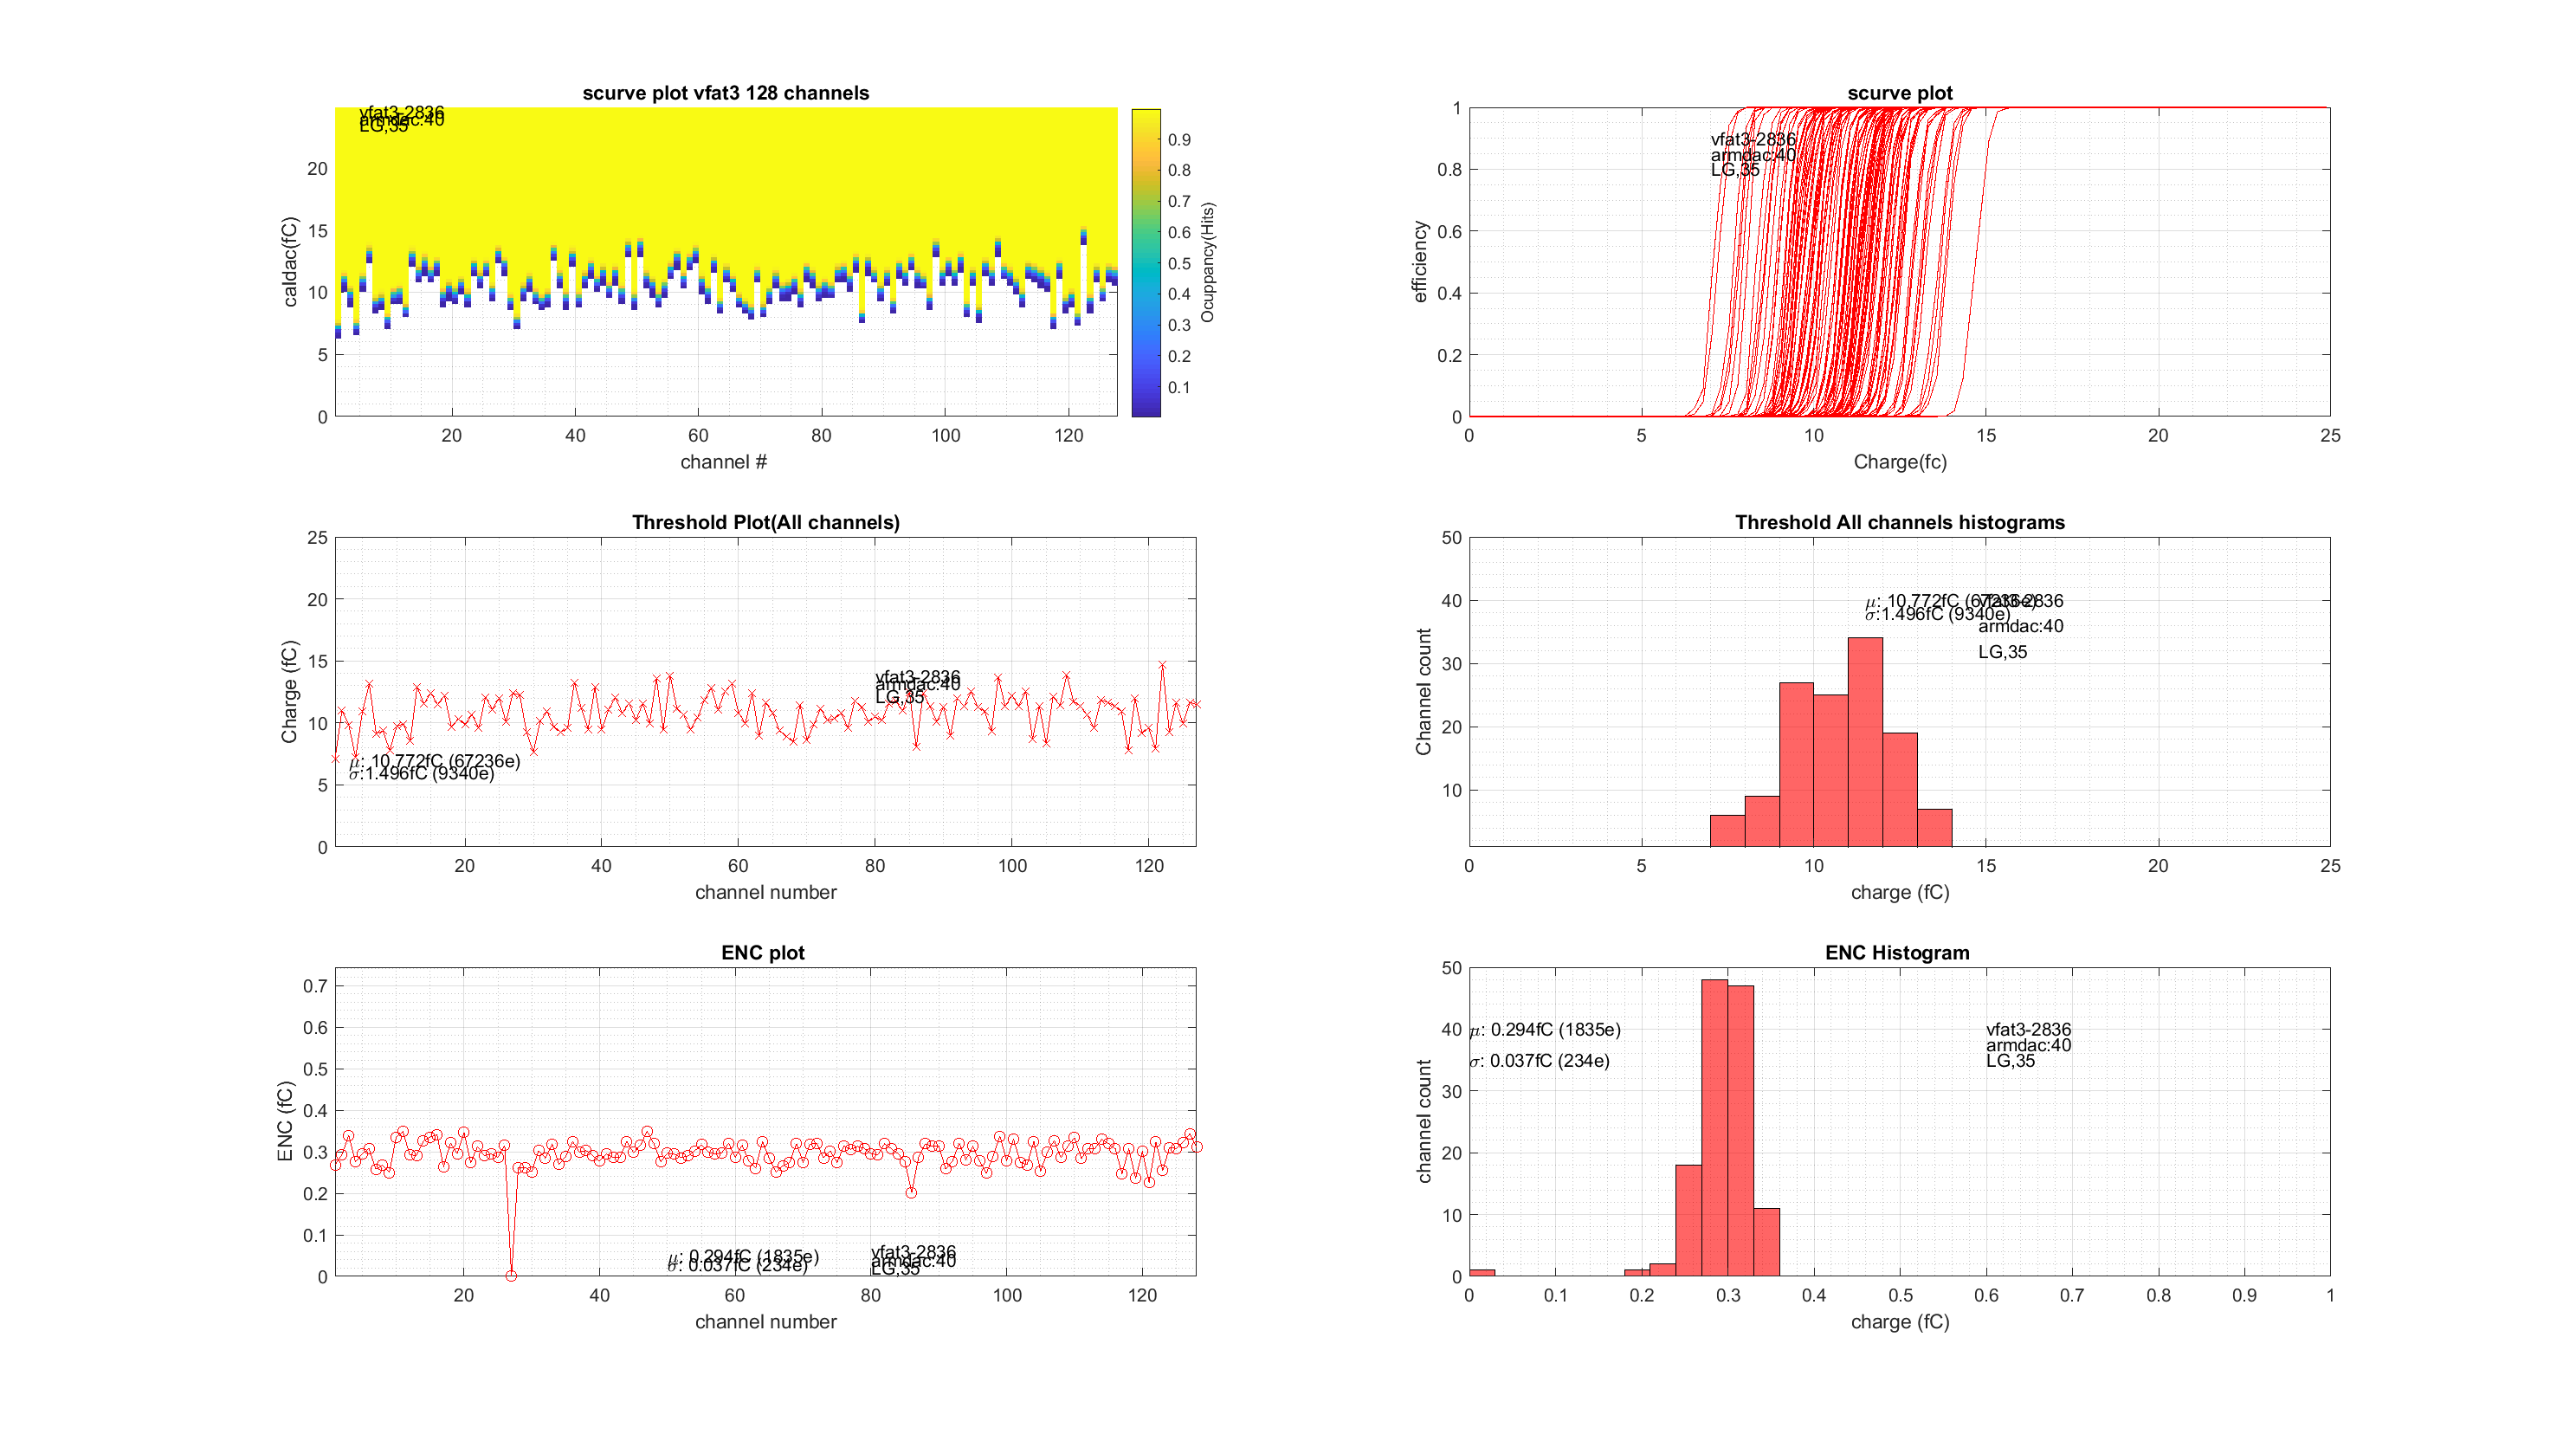 scurve plot vfat3 128 channels
vfat3-2836
armdac:40
LG,35
caldac(fC)
20
15
10
5
0
20
40
60
80
100
120
channel #
0.9
0.8
0.7
0.6
0.5
0.4
0.3
0.2
0.1
Ocuppancy(Hits)
scurve plot
vfat3-2836
armdac:40
LG,35
efficiency
1
0.8
0.6
0.4
0.2
0
0
5
10
15
20
25
Charge(fc)
Threshold Plot(All channels)
Charge (fC)
25
20
15
10
5
0
vfat3-2836
armdac:40
LG,35
μ: 10.772fC (67236e)
σ:1.496fC (9340e)
20
40
60
80
100
120
channel number
Threshold All channels histograms
Channel count
50
40
30
20
10
μ: 10.772fC (67236e)
σ:1.496fC (9340e)
vfat3-2836
armdac:40
LG,35
0
5
10
15
20
25
charge (fC)
ENC plot
ENC (fC)
0.7
0.6
0.5
0.4
0.3
0.2
0.1
0
μ: 0.294fC (1835e)
σ: 0.037fC (234e)
vfat3-2836
armdac:40
LG,35
20
40
60
80
100
120
channel number
ENC Histogram
channel count
50
40
30
20
10
0
μ: 0.294fC (1835e)
σ: 0.037fC (234e)
vfat3-2836
armdac:40
LG,35
0
0.1
0.2
0.3
0.4
0.5
0.6
0.7
0.8
0.9
1
charge (fC)